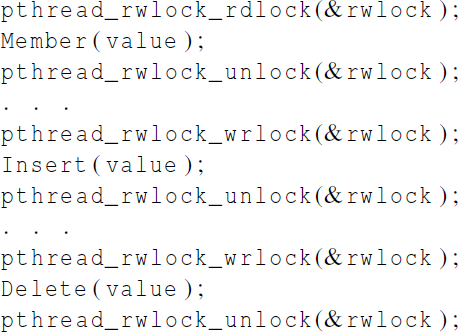 pthread_rwlock_rdlock(&rwlock);
Member(value);
pthread_rwlock_unlock(&rwlock);
. . .
pthread_rwlock_wrlock(&rwlock);
Insert(value);
pthread_rwlock_unlock(&rwlock);
. . .
pthread_rwlock_wrlock(&rwlock);
Delete(value);
pthread_rwlock_unlock(&rwlock);